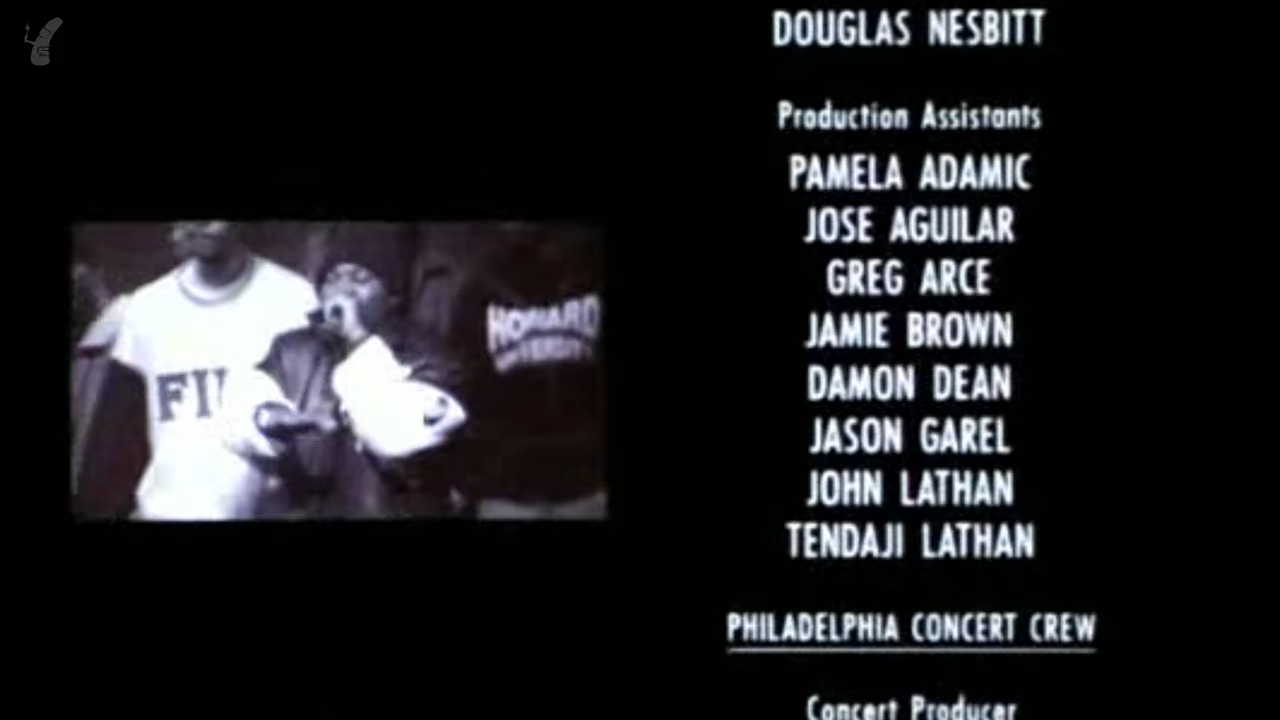 DOUGLAS NESBITT
Production Assistants
PAMELA ADAMIC
JOSE AGUILAR
GREG ARCE
JAMIE BROWN
DAMON DEAN
JASON GAREL
JOHN LATHAN
TENDAJI LATHAN
PHILADELPHIA CONCERT CREW
Concert Producer
HOWARD